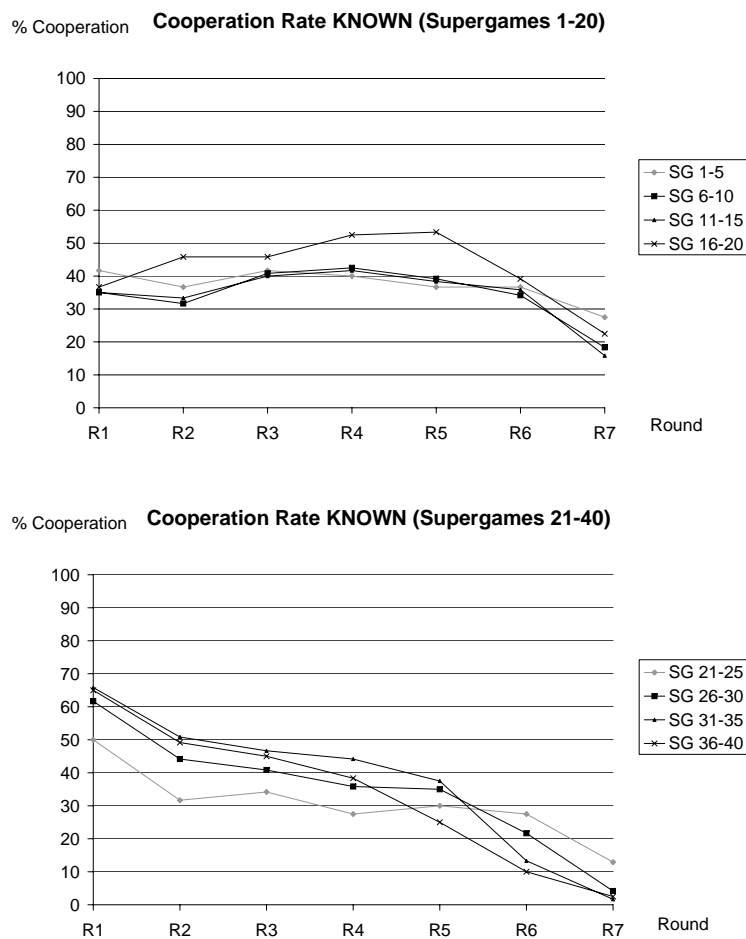 % Cooperation Cooperation Rate KNOWN (Supergames 1-20)
100
90
80
70
60
50
40
30
20
10
0
R1 R2 R3 R4 R5 R6 R7
Round
SG 1-5
SG 6-10
SG 11-15
SG 16-20
% Cooperation Cooperation Rate KNOWN (Supergames 21-40)
100
90
80
70
60
50
40
30
20
10
0
R1 R2 R3 R4 R5 R6 R7
Round
SG 21-25
SG 26-30
SG 31-35
SG 36-40